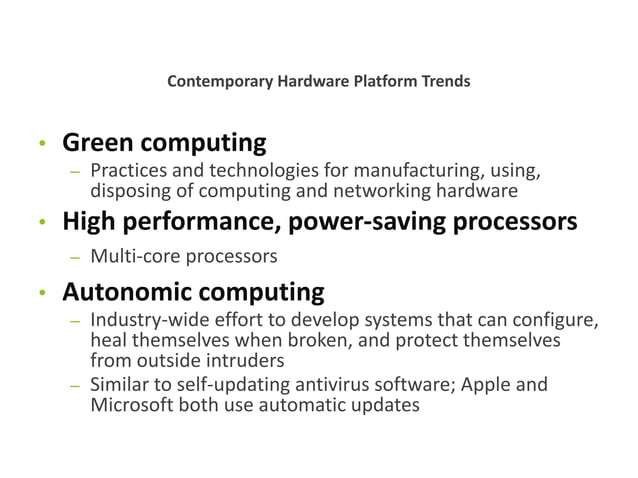 Contemporary Hardware Platform Trends
• Green computing
– Practices and technologies for manufacturing, using,
disposing of computing and networking hardware
• High performance, power-saving processors
– Multi-core processors
• Autonomic computing
– Industry-wide effort to develop systems that can configure,
heal themselves when broken, and protect themselves
from outside intruders
– Similar to self-updating antivirus software; Apple and
Microsoft both use automatic updates